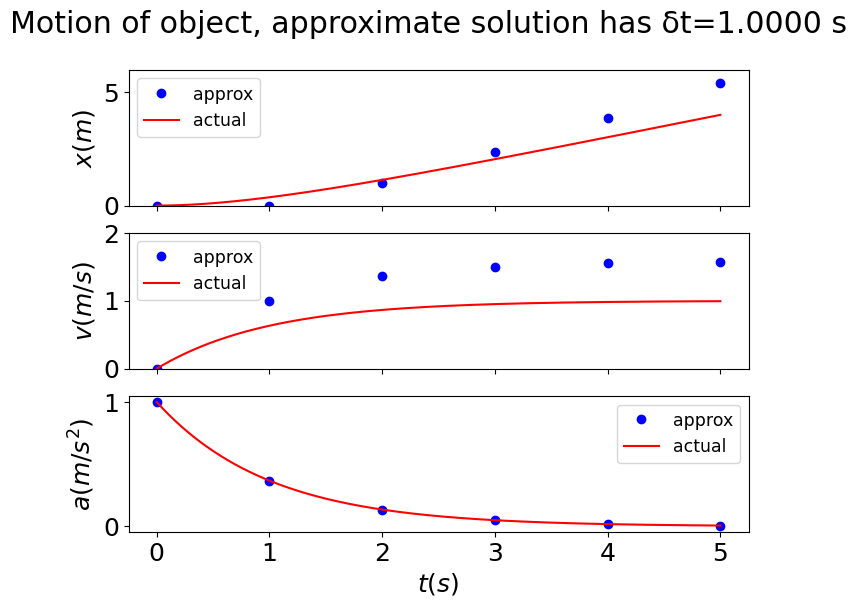 Motion of object, approximate solution has δt=1.0000 s
5
0
x(m)
approx
actual
2
1
0
v(m/s)
approx
actual
1
0
a(m/s²)
approx
actual
0 1 2 3 4 5
t(s)